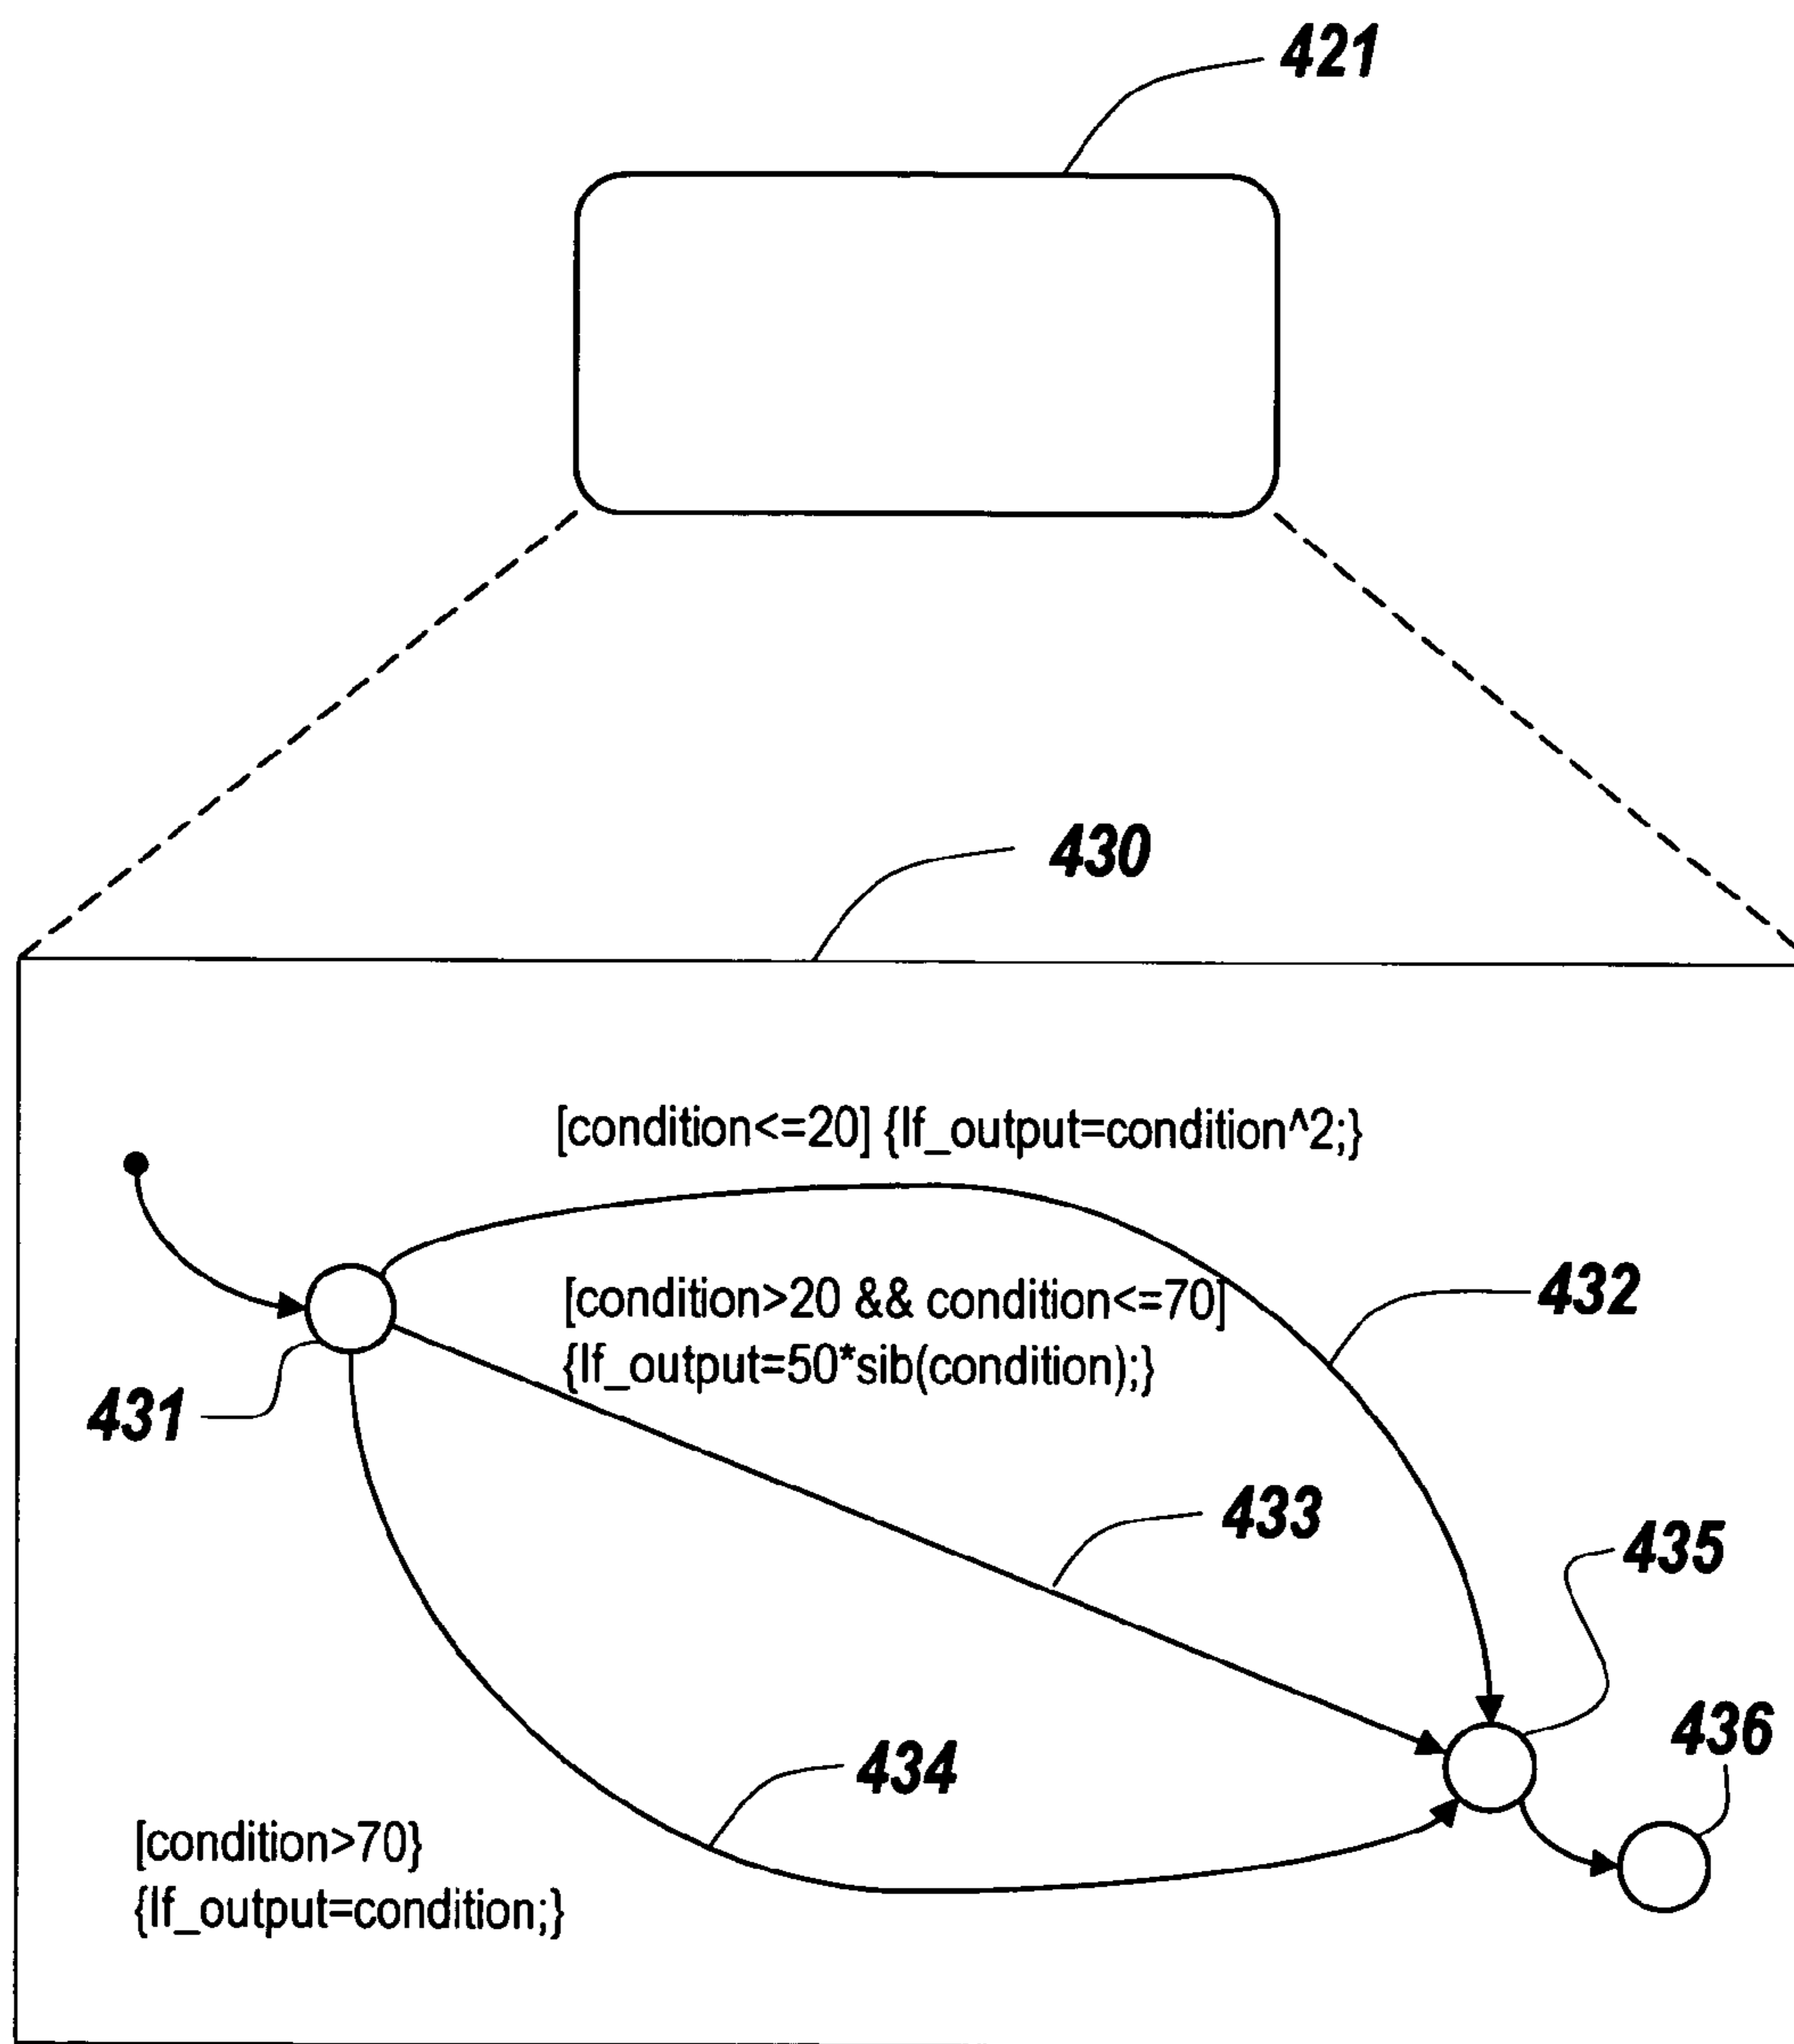 421
430
[condition<=20] {lf_output=condition^2;}
[condition>20 && condition<=70]
{lf_output=50*sib(condition);}
432
431
433
435
436
434
[condition>70}
{lf_output=condition;}